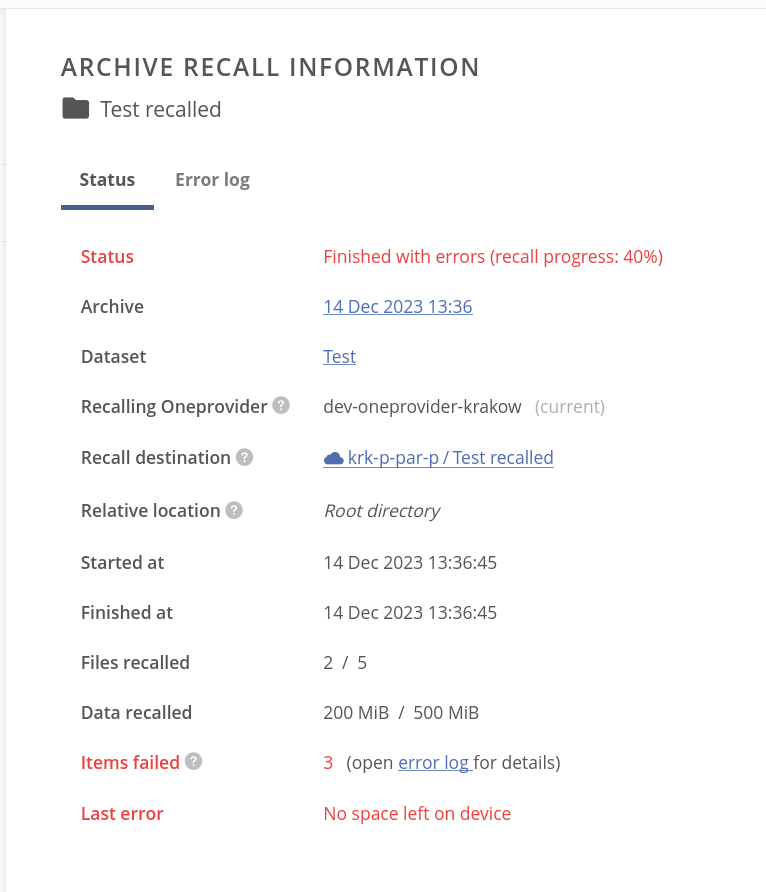 ARCHIVE RECALL INFORMATION
Test recalled
Status Error log
Status Finished with errors (recall progress: 40%)
Archive 14 Dec 2023 13:36
Dataset Test
Recalling Oneprovider ? dev-oneprovider-krakow (current)
Recall destination ? krk-p-par-p / Test recalled
Relative location ? Root directory
Started at 14 Dec 2023 13:36:45
Finished at 14 Dec 2023 13:36:45
Files recalled 2 / 5
Data recalled 200 MiB / 500 MiB
Items failed ? 3 (open error log for details)
Last error No space left on device